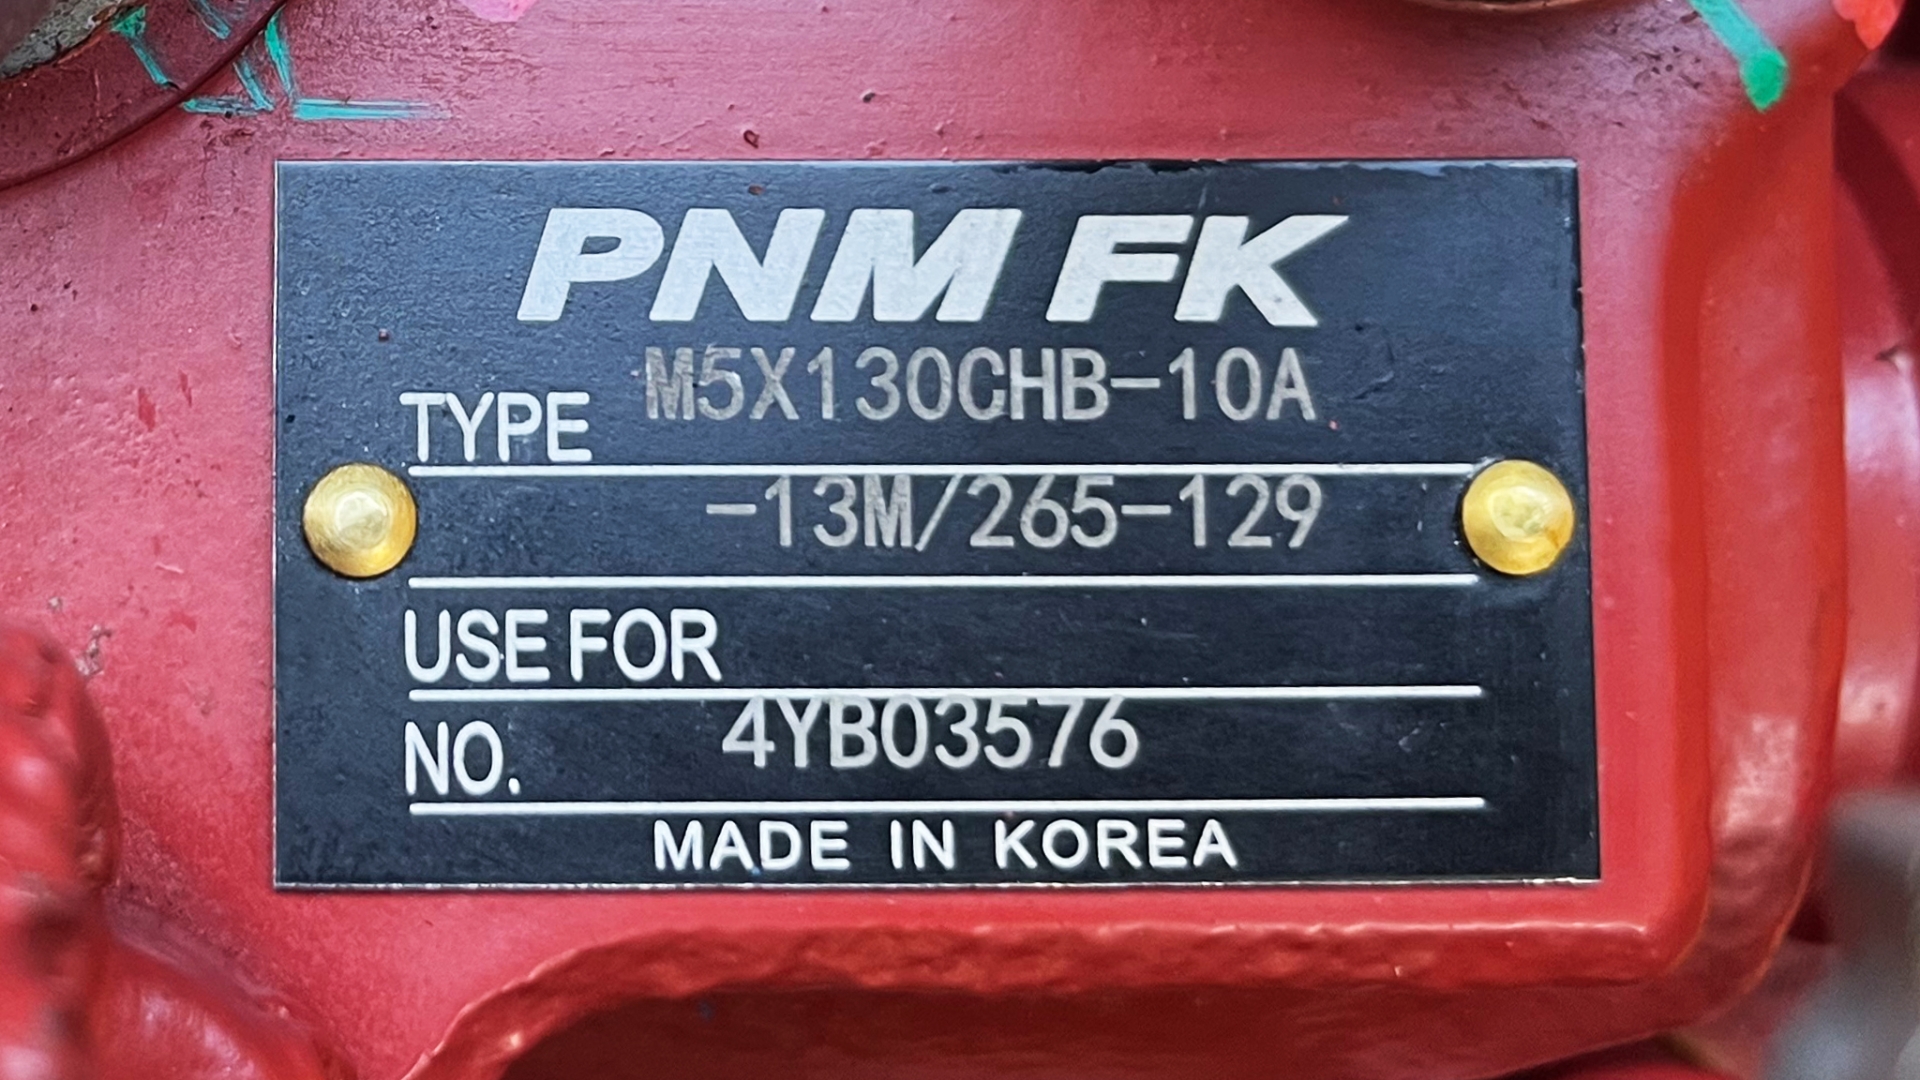 PNM FK
TYPE M5X130CHB-10A
-13M/265-129
USE FOR
NO. 4YB03576
MADE IN KOREA